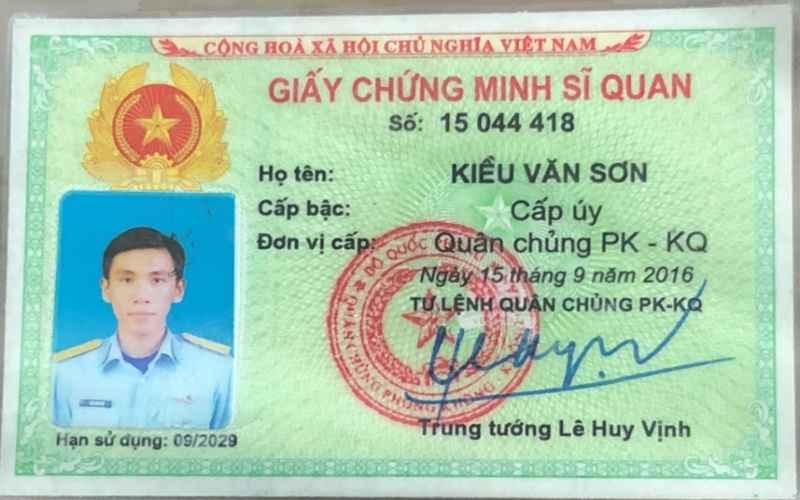 CỘNG HOÀ XÃ HỘI CHỦ NGHĨA VIỆT NAM
GIẤY CHỨNG MINH SĨ QUAN
Số: 15 044 418
Họ tên: KIỀU VĂN SƠN
Cấp bậc: Cấp úy
Đơn vị cấp: Quân chủng PK - KQ
Ngày 15 tháng 9 năm 2016
TƯ LỆNH QUÂN CHỦNG PK-KQ
BỘ QUỐC
QUÂN CHỦNG PHÒNG KHÔNG
Trung tướng Lê Huy Vịnh
Hạn sử dụng: 09/2029